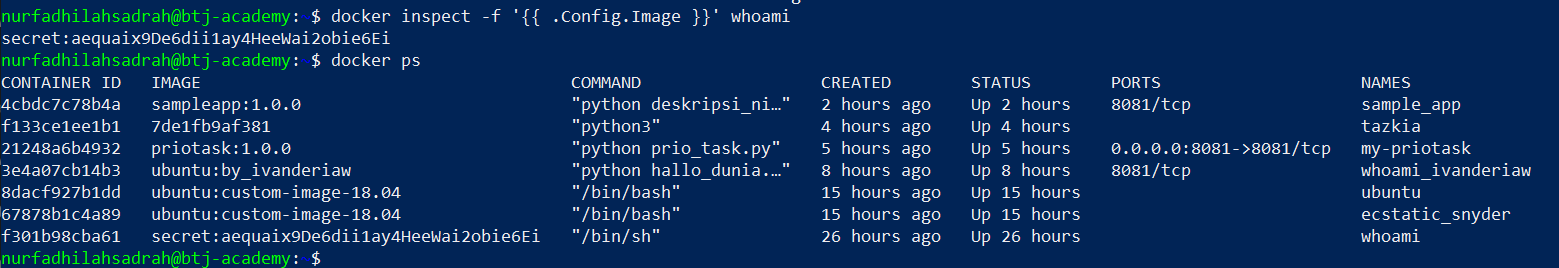 nurfadhilahsadrah@btj-academy:~$ docker inspect -f '{{ .Config.Image }}' whoami
secret:aequaix9De6dii1ay4HeeWai2obie6Ei
nurfadhilahsadrah@btj-academy:~$ docker ps
CONTAINER ID   IMAGE                                     COMMAND                  CREATED        STATUS        PORTS                    NAMES
4cbdc7c78b4a   sampleapp:1.0.0                           "python deskripsi_ni…"   2 hours ago    Up 2 hours    8081/tcp                 sample_app
f133ce1ee1b1   7de1fb9af381                              "python3"                4 hours ago    Up 4 hours                             tazkia
21248a6b4932   priotask:1.0.0                            "python prio_task.py"    5 hours ago    Up 5 hours    0.0.0.0:8081->8081/tcp   my-priotask
3e4a07cb14b3   ubuntu:by_ivanderiaw                      "python hallo_dunia.…"   8 hours ago    Up 8 hours    8081/tcp                 whoami_ivanderiaw
8dacf927b1dd   ubuntu:custom-image-18.04                 "/bin/bash"              15 hours ago   Up 15 hours                            ubuntu
67878b1c4a89   ubuntu:custom-image-18.04                 "/bin/bash"              15 hours ago   Up 15 hours                            ecstatic_snyder
f301b98cba61   secret:aequaix9De6dii1ay4HeeWai2obie6Ei   "/bin/sh"                26 hours ago   Up 26 hours                            whoami
nurfadhilahsadrah@btj-academy:~$